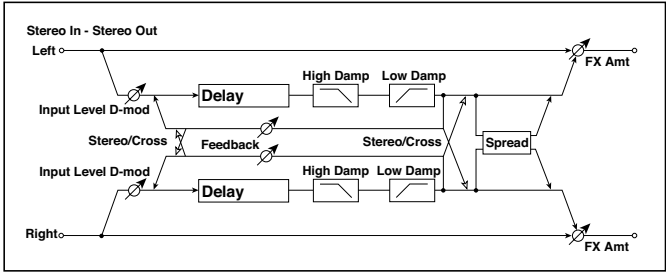 Stereo In - Stereo Out
Left
FX Amt
High Damp
Low Damp
Delay
Input Level D-mod
Stereo/Cross
Feedback
Stereo/Cross
Spread
Input Level D-mod
High Damp
Low Damp
Delay
Right
FX Amt